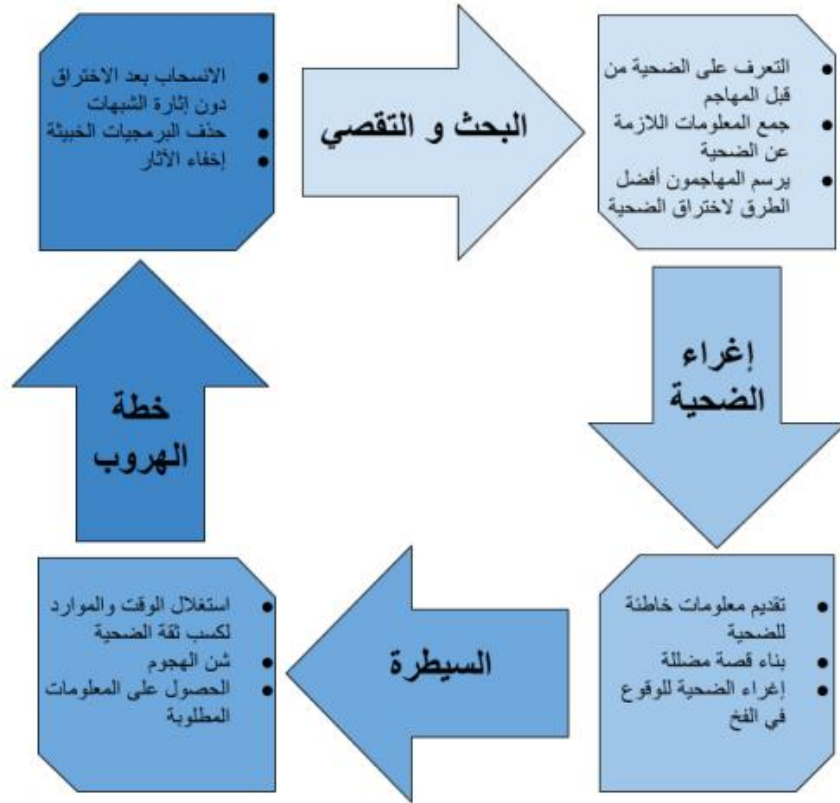 البحث و التقصي
التعرف على الضحية من
قبل المهاجم
جمع المعلومات اللازمة
عن الضحية
يرسم المهاجمون أفضل
الطرق لاختراق الضحية
إغراء
الضحية
تقديم معلومات خاطئة
للضحية
بناء قصة مضللة
إغراء الضحية للوقوع
في الفخ
السيطرة
استغلال الوقت والموارد
لكسب ثقة الضحية
شن الهجوم
الحصول على المعلومات
المطلوبة
خطة
الهروب
الانسحاب بعد الاختراق
دون إثارة الشبهات
حذف البرمجيات الخبيثة
إخفاء الآثار